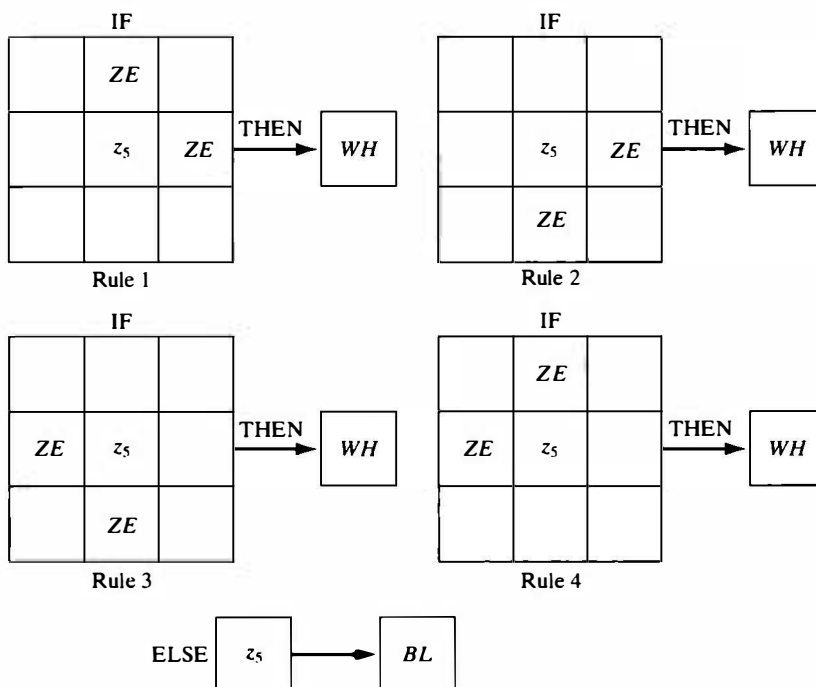 IF
ZE
z5 ZE THEN WH
Rule 1
IF
z5 ZE THEN WH
ZE
Rule 2
IF
ZE z5 THEN WH
ZE
Rule 3
IF
ZE
ZE z5 THEN WH
Rule 4
ELSE z5 BL